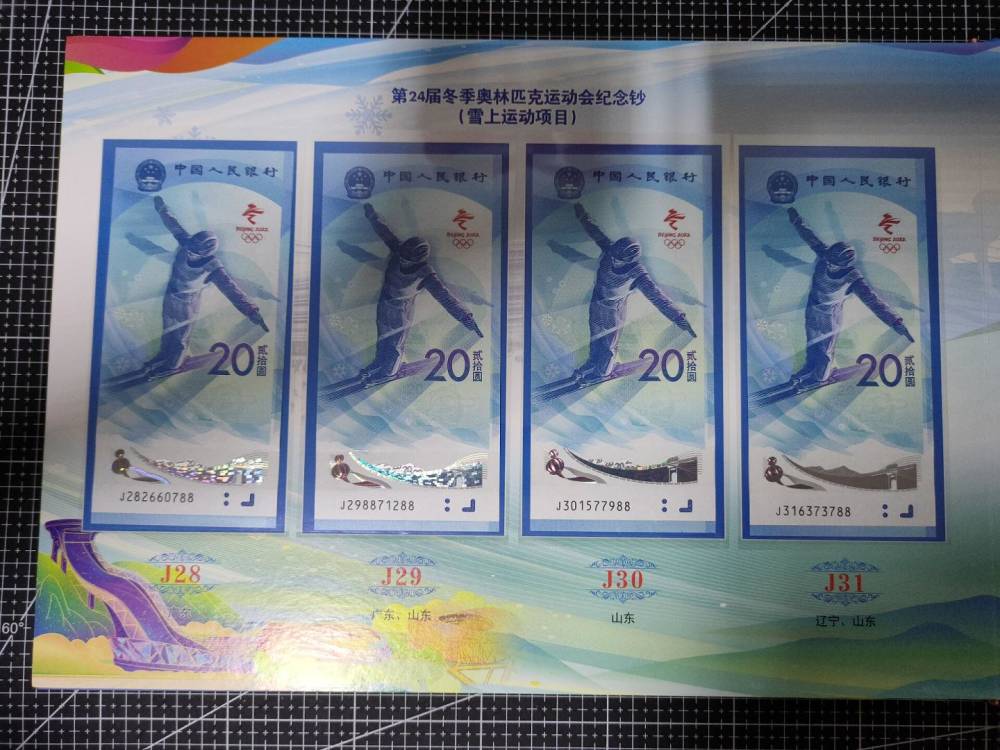 第24届冬季奥林匹克运动会纪念钞
（雪上运动项目）
中国人民银行
BEIJING 2022
20
贰拾圆
J282660788
J28
广东
中国人民银行
BEIJING 2022
20
贰拾圆
J298871288
J29
广东、山东
中国人民银行
BEIJING 2022
20
贰拾圆
J301577988
J30
山东
中国人民银行
BEIJING 2022
20
贰拾圆
J316373788
J31
辽宁、山东
60°